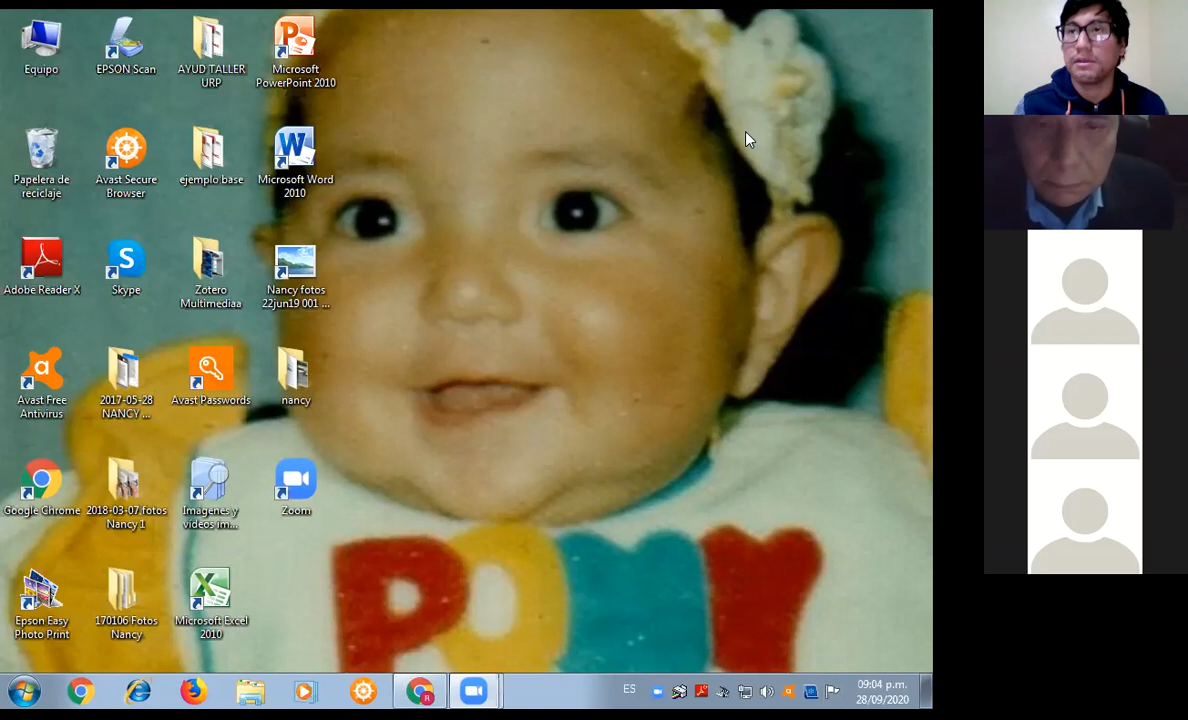 Equipo
EPSON Scan
AYUD TALLER
URP
Microsoft
PowerPoint 2010
Papelera de
reciclaje
Avast Secure
Browser
ejemplo base
Microsoft Word
2010
Adobe Reader X
Skype
Zotero
Multimediaa
Nancy fotos
22jun19 001 ...
Avast Free
Antivirus
2017-05-28
NANCY ...
Avast Passwords
nancy
Google Chrome
2018-03-07 fotos
Nancy 1
Imágenes y
videos im...
Zoom
Epson Easy
Photo Print
170106 Fotos
Nancy
Microsoft Excel
2010
ES
09:04 p.m.
28/09/2020